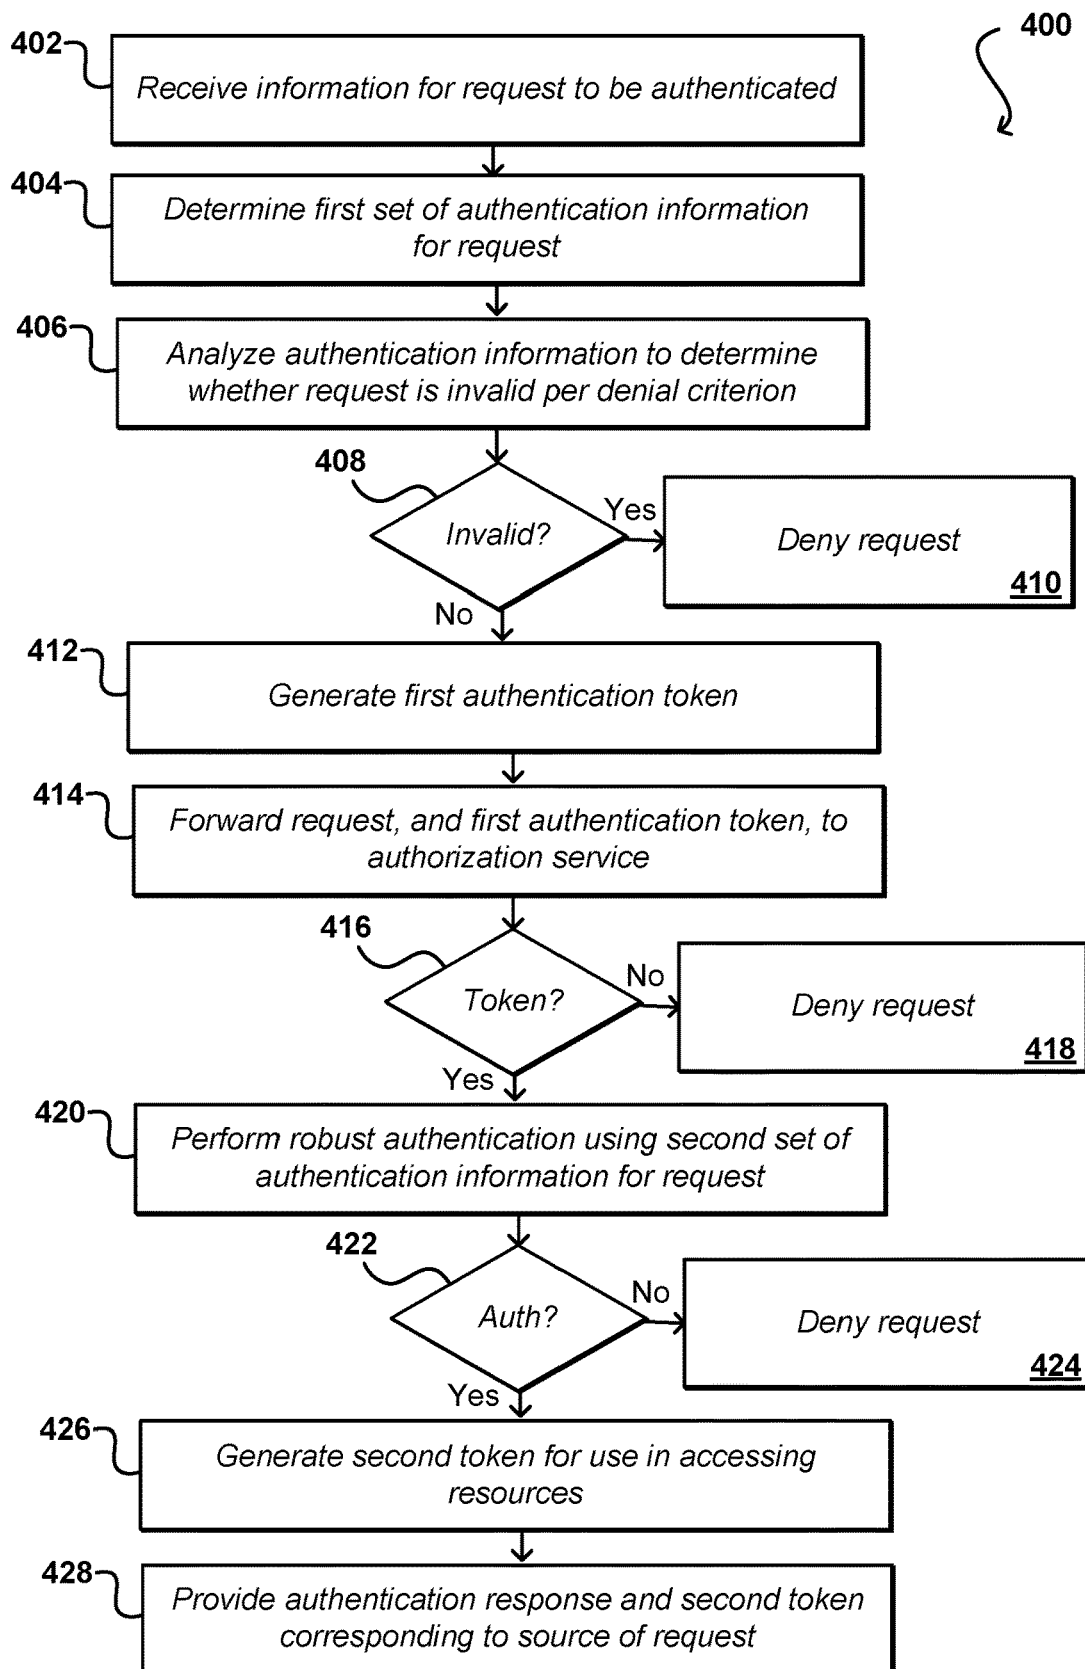 400
402
Receive information for request to be authenticated
404
Determine first set of authentication information
for request
406
Analyze authentication information to determine
whether request is invalid per denial criterion
408
Invalid?
Yes
Deny request
410
No
412
Generate first authentication token
414
Forward request, and first authentication token, to
authorization service
416
Token?
No
Deny request
418
Yes
420
Perform robust authentication using second set of
authentication information for request
422
Auth?
No
Deny request
424
Yes
426
Generate second token for use in accessing
resources
428
Provide authentication response and second token
corresponding to source of request